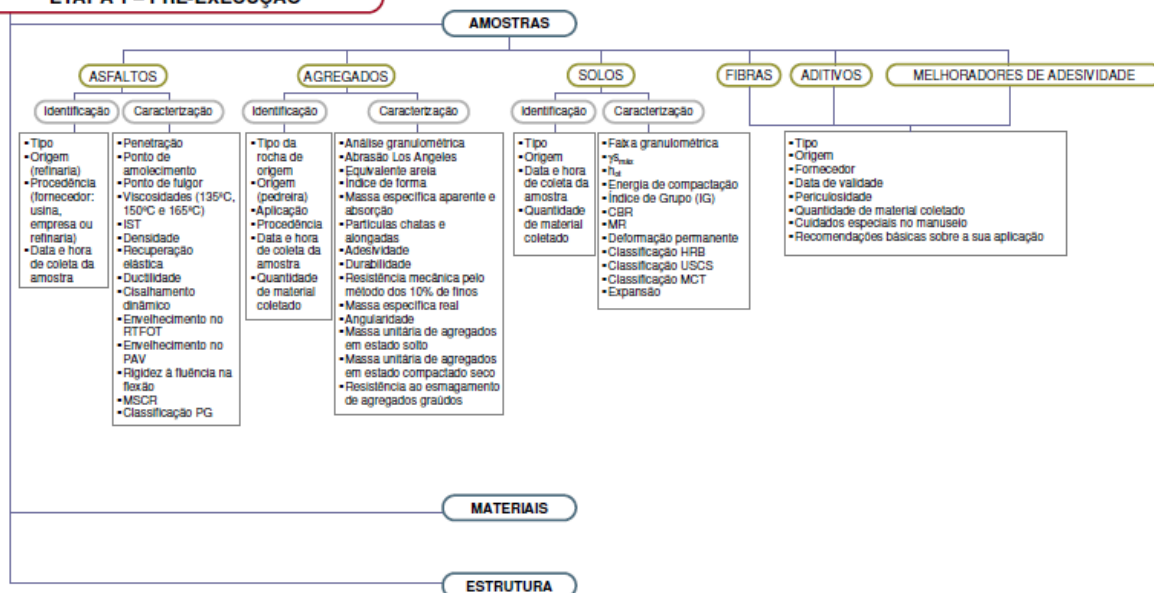 ETAPA 1 – PRÉ-EXECUÇÃO
AMOSTRAS
ASFALTOS
AGREGADOS
SOLOS
FIBRAS
ADITIVOS
MELHORADORES DE ADESIVIDADE
Identificação
Caracterização
Identificação
Caracterização
Identificação
Caracterização
▪Tipo
▪Origem
(refinaria)
▪Procedência
(fornecedor:
usina,
empresa ou
refinaria)
▪Data e hora
de coleta da
amostra
▪Penetração
▪Ponto de
amolecimento
▪Ponto de fulgor
▪Viscosidades (135ºC,
150ºC e 165ºC)
▪IST
▪Densidade
▪Recuperação
elástica
▪Ductilidade
▪Cisalhamento
dinâmico
▪Envelhecimento no
RTFOT
▪Envelhecimento no
PAV
▪Rigidez à fluência na
flexão
▪MSCR
▪Classificação PG
▪Tipo da
rocha de
origem
▪Origem
(pedreira)
▪Aplicação
▪Procedência
▪Data e hora
de coleta da
amostra
▪Quantidade
de material
coletado
▪Análise granulométrica
▪Abrasão Los Angeles
▪Equivalente areia
▪Índice de forma
▪Massa específica aparente e
absorção
▪Partículas chatas e
alongadas
▪Adesividade
▪Durabilidade
▪Resistência mecânica pelo
método dos 10% de finos
▪Massa específica real
▪Angularidade
▪Massa unitária de agregados
em estado solto
▪Massa unitária de agregados
em estado compactado seco
▪Resistência ao esmagamento
de agregados graúdos
▪Tipo
▪Origem
▪Data e hora
de coleta da
amostra
▪Quantidade
de material
coletado
▪Faixa granulométrica
▪γs máx
▪h ot
▪Energia de compactação
▪Índice de Grupo (IG)
▪CBR
▪MR
▪Deformação permanente
▪Classificação HRB
▪Classificação USCS
▪Classificação MCT
▪Expansão
▪Tipo
▪Origem
▪Fornecedor
▪Data de validade
▪Periculosidade
▪Quantidade de material coletado
▪Cuidados especiais no manuseio
▪Recomendações básicas sobre a sua aplicação
MATERIAIS
ESTRUTURA